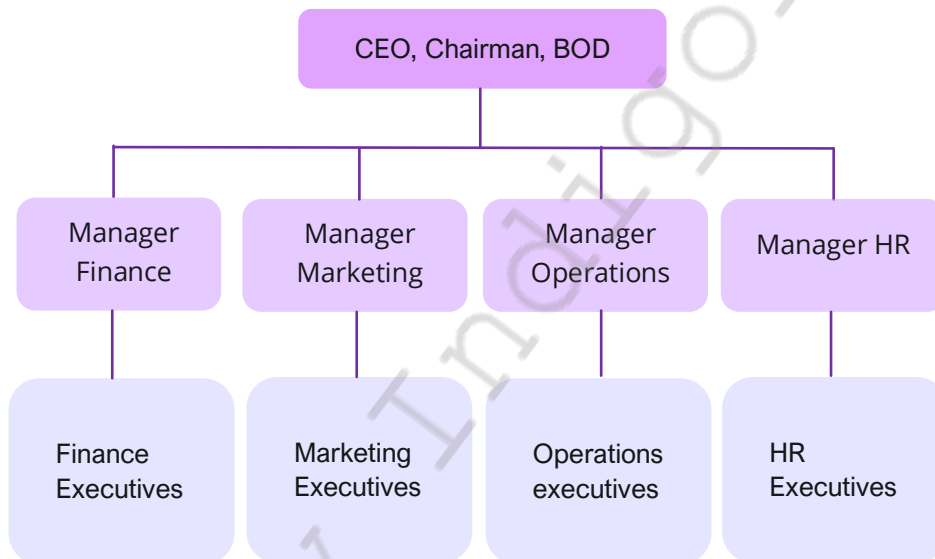 CEO, Chairman, BOD
Manager
Finance
Manager
Marketing
Manager
Operations
Manager HR
Finance
Executives
Marketing
Executives
Operations
executives
HR
Executives
Indigo